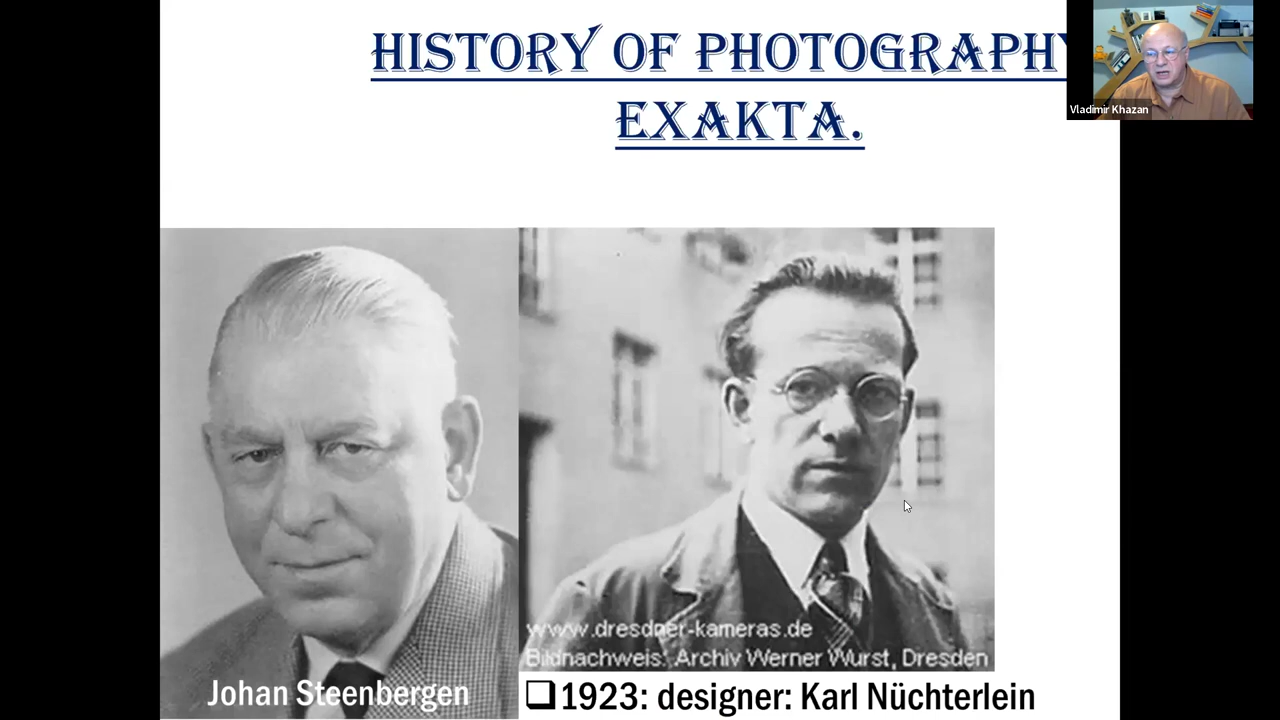 HISTORY OF PHOTOGRAPHY
EXAKTA.
Vladimir Khazan
www.dresdner-kameras.de
Bildnachweis: Archiv Werner Wurst, Dresden
Johan Steenbergen
1923: designer: Karl Nüchterlein